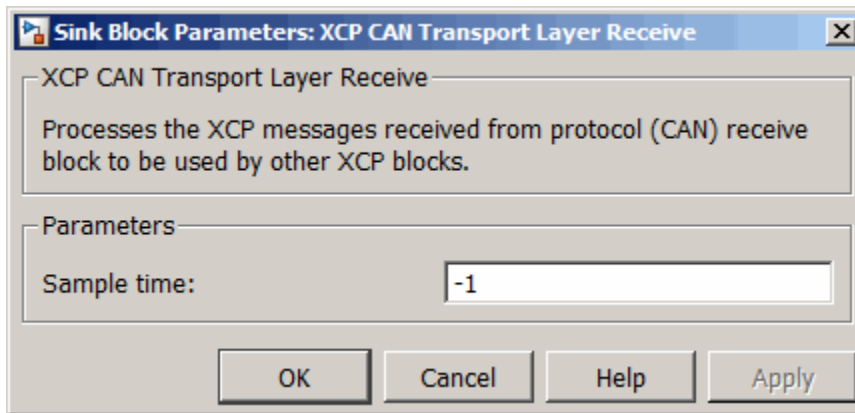 Sink Block Parameters: XCP CAN Transport Layer Receive
XCP CAN Transport Layer Receive
Processes the XCP messages received from protocol (CAN) receive
block to be used by other XCP blocks.
Parameters
Sample time:
-1
OK
Cancel
Help
Apply